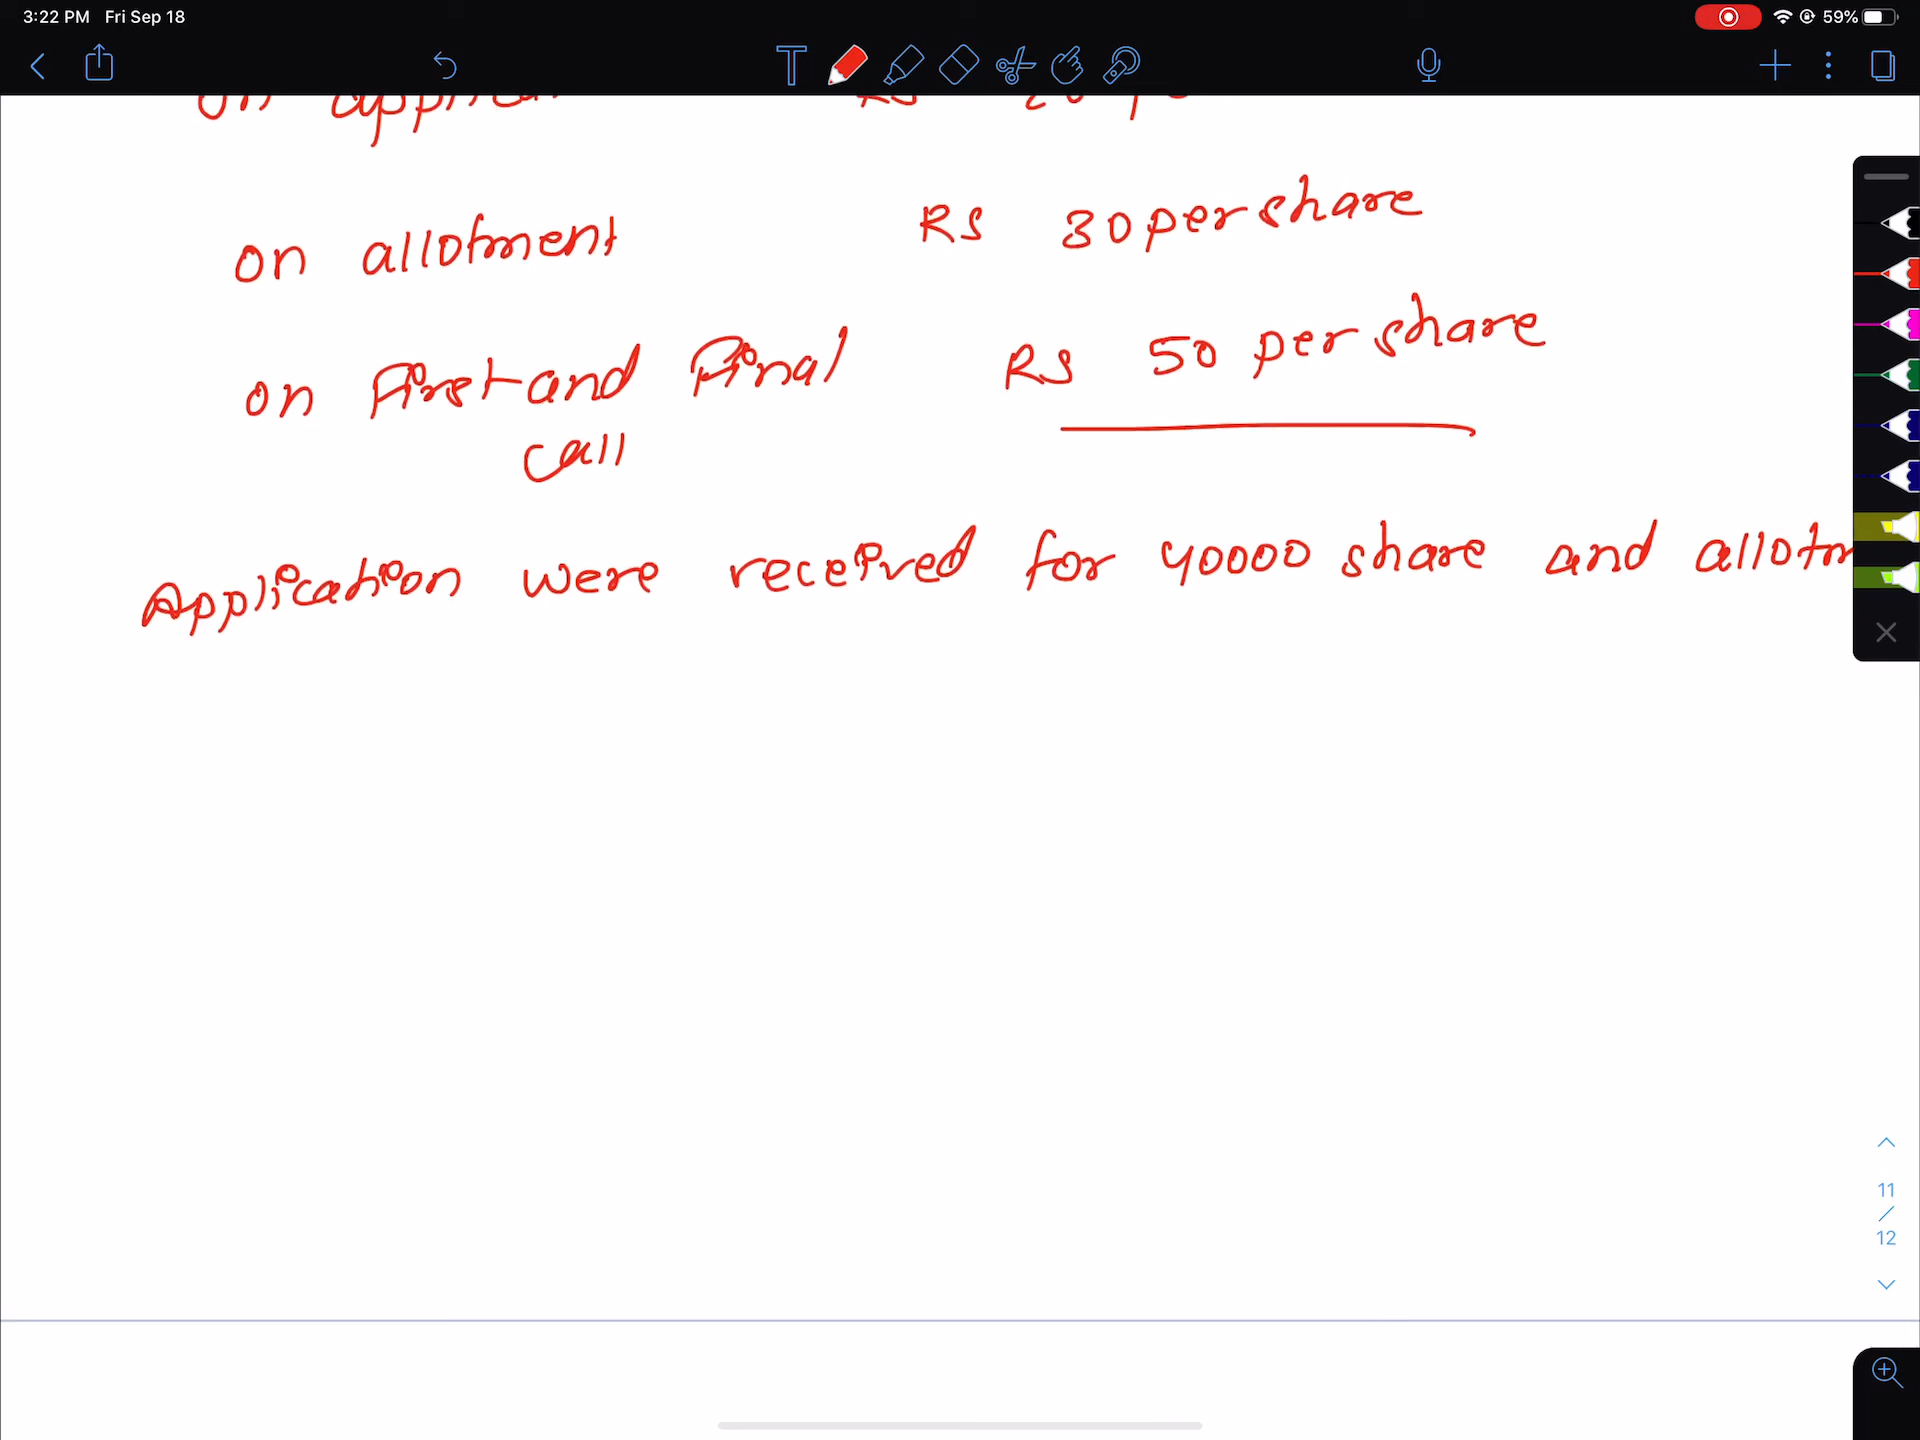 3:22 PM Fri Sep 18
59%
on allotment Rs 30 per share
on First and Final Rs 50 per share
call
Application were received for 40000 share and allotm
11
/
12